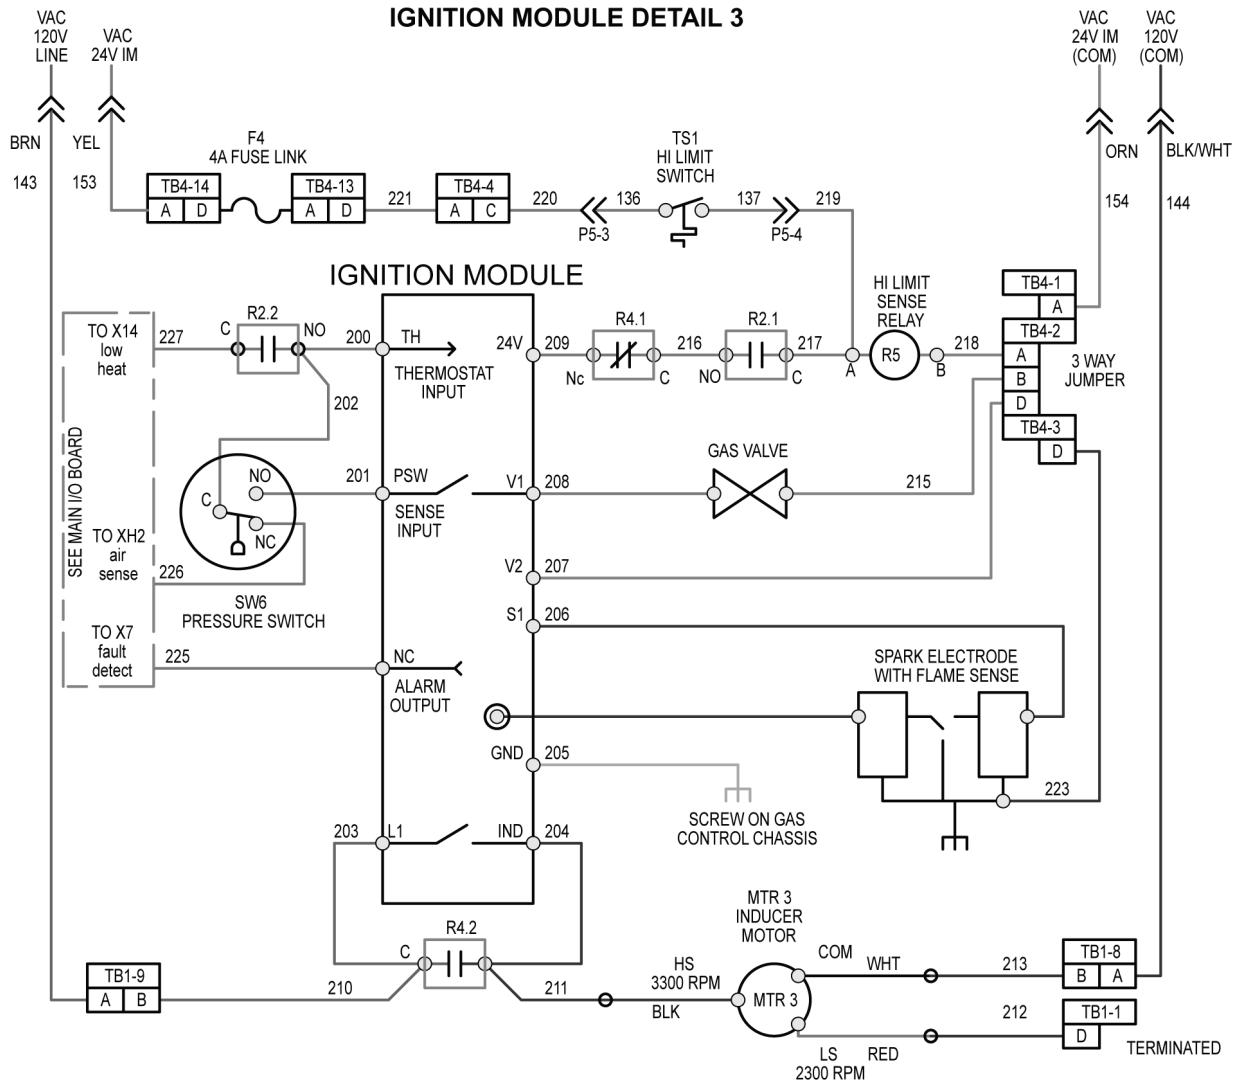 IGNITION MODULE DETAIL 3
VAC
120V
LINE
VAC
24V IM
VAC
24V IM
(COM)
VAC
120V
(COM)
BRN
YEL
143
153
ORN
BLK/WHT
154
144
F4
4A FUSE LINK
TB4-14
A D
TB4-13
A D
221
TB4-4
A C
220
136
P5-3
TS1
HI LIMIT
SWITCH
137
P5-4
219
IGNITION MODULE
TO X14
low
heat
227
C
R2.2
NO
200
TH
THERMOSTAT
INPUT
202
24V
209
R4.1
Nc
C
216
R2.1
NO
C
217
A
HI LIMIT
SENSE
RELAY
R5
B
218
TB4-1
A
TB4-2
A
B
D
TB4-3
D
3 WAY
JUMPER
SEE MAIN I/O BOARD
NO
C
NC
201
PSW
SENSE
INPUT
V1
208
GAS VALVE
215
TO XH2
air
sense
226
SW6
PRESSURE SWITCH
V2
207
S1
206
TO X7
fault
detect
225
NC
ALARM
OUTPUT
SPARK ELECTRODE
WITH FLAME SENSE
GND
205
SCREW ON GAS
CONTROL CHASSIS
223
203
L1
IND
204
R4.2
C
TB1-9
A B
210
211
HS
3300 RPM
BLK
MTR 3
INDUCER
MOTOR
MTR 3
COM
WHT
213
TB1-8
B A
LS
RED
2300 RPM
212
TB1-1
D
TERMINATED